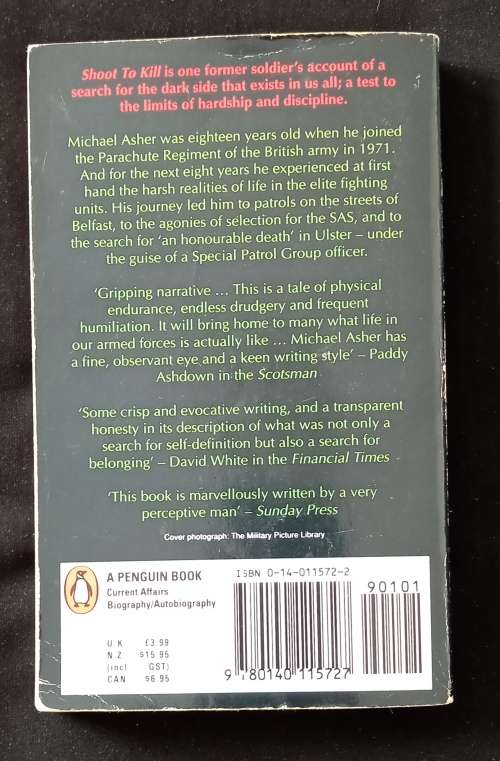 Shoot To Kill is one former soldier's account of a
search for the dark side that exists in us all; a test to
the limits of hardship and discipline.
Michael Asher was eighteen years old when he joined
the Parachute Regiment of the British army in 1971.
And for the next eight years he experienced at first
hand the harsh realities of life in the elite fighting
units. His journey led him to patrols on the streets of
Belfast, to the agonies of selection for the SAS, and to
the search for 'an honourable death' in Ulster – under
the guise of a Special Patrol Group officer.
'Gripping narrative ... This is a tale of physical
endurance, endless drudgery and frequent
humiliation. It will bring home to many what life in
our armed forces is actually like ... Michael Asher has
a fine, observant eye and a keen writing style' – Paddy
Ashdown in the Scotsman
'Some crisp and evocative writing, and a transparent
honesty in its description of what was not only a
search for self-definition but also a search for
belonging' – David White in the Financial Times
'This book is marvellously written by a very
perceptive man' – Sunday Press
Cover photograph: The Military Picture Library
A PENGUIN BOOK
Current Affairs
Biography/Autobiography
U.K £3.99
N.Z $15.95
(incl GST)
CAN $6.95
ISBN 0-14-011572-2
90101
9 780140 115727